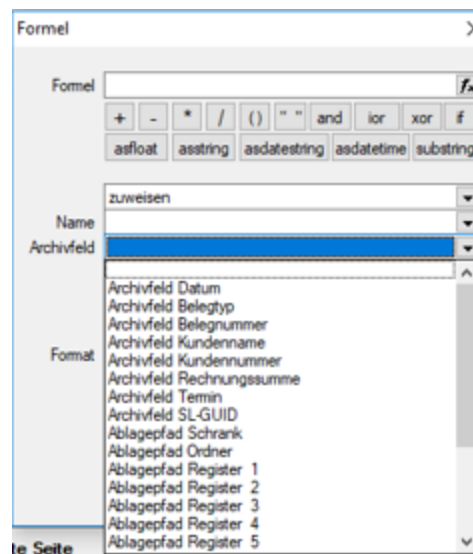 Formel
Formel
+ - * / () " " and ior xor if
asfloat asstring asdatestring asdatetime substring
zuweisen
Name
Archivfeld
Archivfeld Datum
Archivfeld Belegtyp
Archivfeld Belegnummer
Archivfeld Kundenname
Format
Archivfeld Kundennummer
Archivfeld Rechnungssumme
Archivfeld Termin
Archivfeld SL-GUID
Ablagepfad Schrank
Ablagepfad Ordner
Ablagepfad Register 1
Ablagepfad Register 2
Ablagepfad Register 3
Ablagepfad Register 4
te Seite
Ablagepfad Register 5